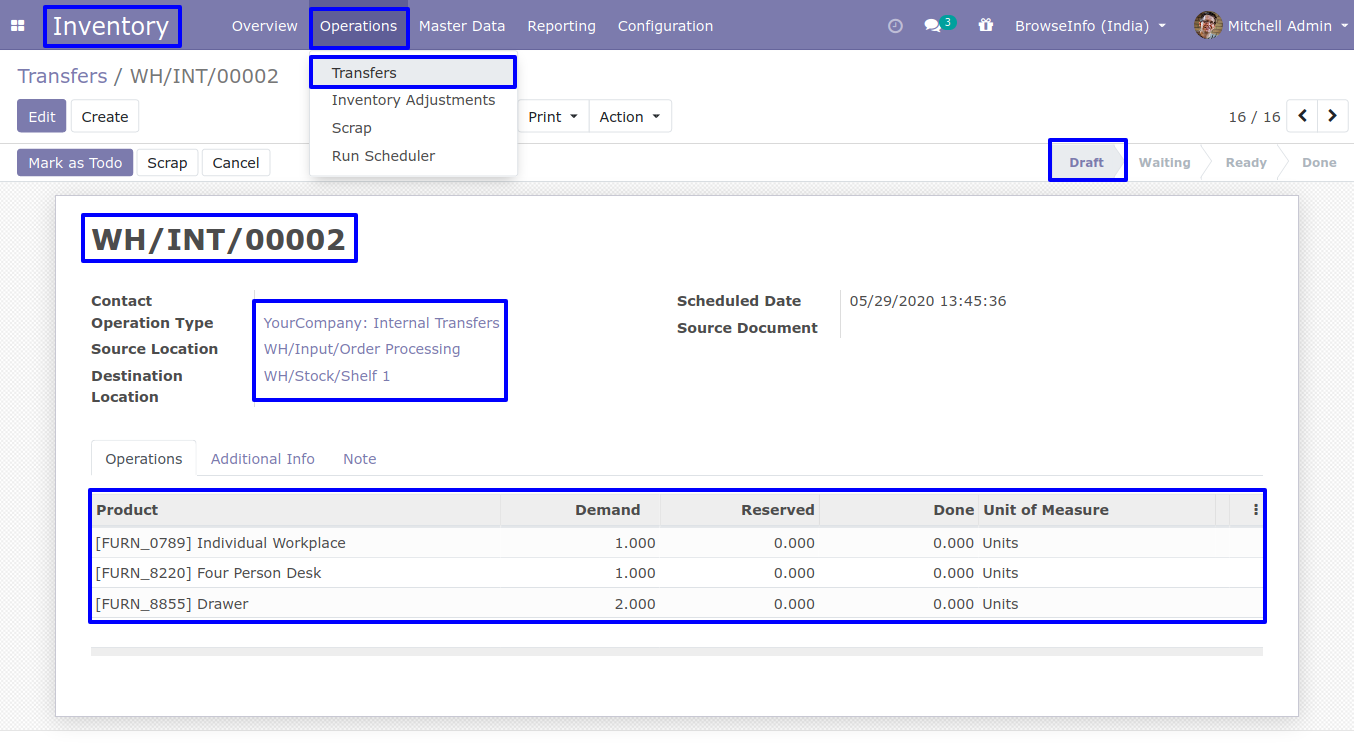 Inventory Overview Operations Master Data Reporting Configuration 3 BrowseInfo (India) Mitchell Admin
Transfers / WH/INT/00002
Transfers
Inventory Adjustments
Scrap
Run Scheduler
Edit Create Print Action 16 / 16
Mark as Todo Scrap Cancel Draft Waiting Ready Done
WH/INT/00002
Contact
Operation Type YourCompany: Internal Transfers
Source Location WH/Input/Order Processing
Destination Location WH/Stock/Shelf 1
Scheduled Date 05/29/2020 13:45:36
Source Document
Operations Additional Info Note
Product Demand Reserved Done Unit of Measure
[FURN_0789] Individual Workplace 1.000 0.000 0.000 Units
[FURN_8220] Four Person Desk 1.000 0.000 0.000 Units
[FURN_8855] Drawer 2.000 0.000 0.000 Units